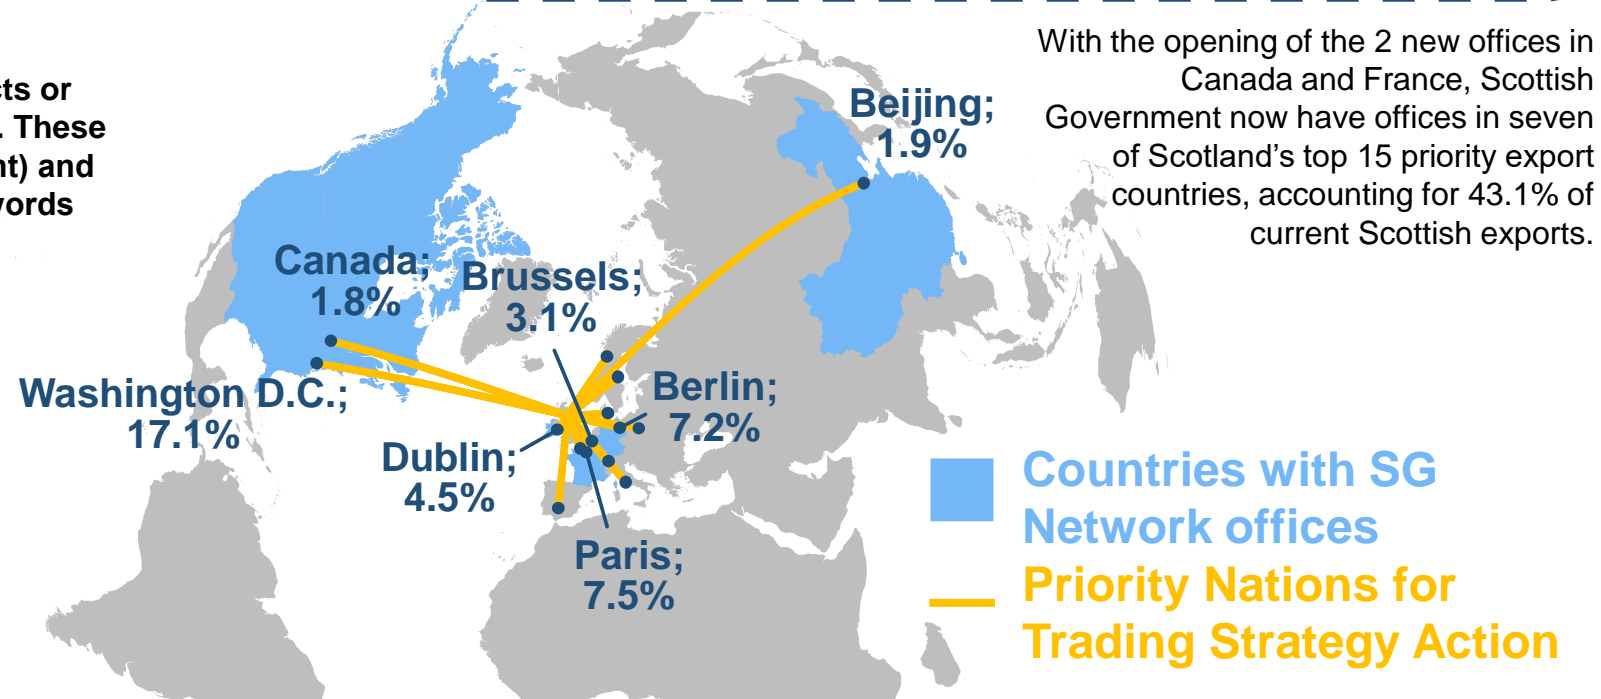 With the opening of the 2 new offices in
Canada and France, Scottish
Government now have offices in seven
of Scotland's top 15 priority export
countries, accounting for 43.1% of
current Scottish exports.
or
. These
and
Beijing;
1.9%
Canada;
1.8%
Brussels;
3.1%
Washington D.C.;
17.1%
Berlin;
7.2%
Dublin;
4.5%
Paris;
7.5%
Countries with SG
Network offices
Priority Nations for
Trading Strategy Action